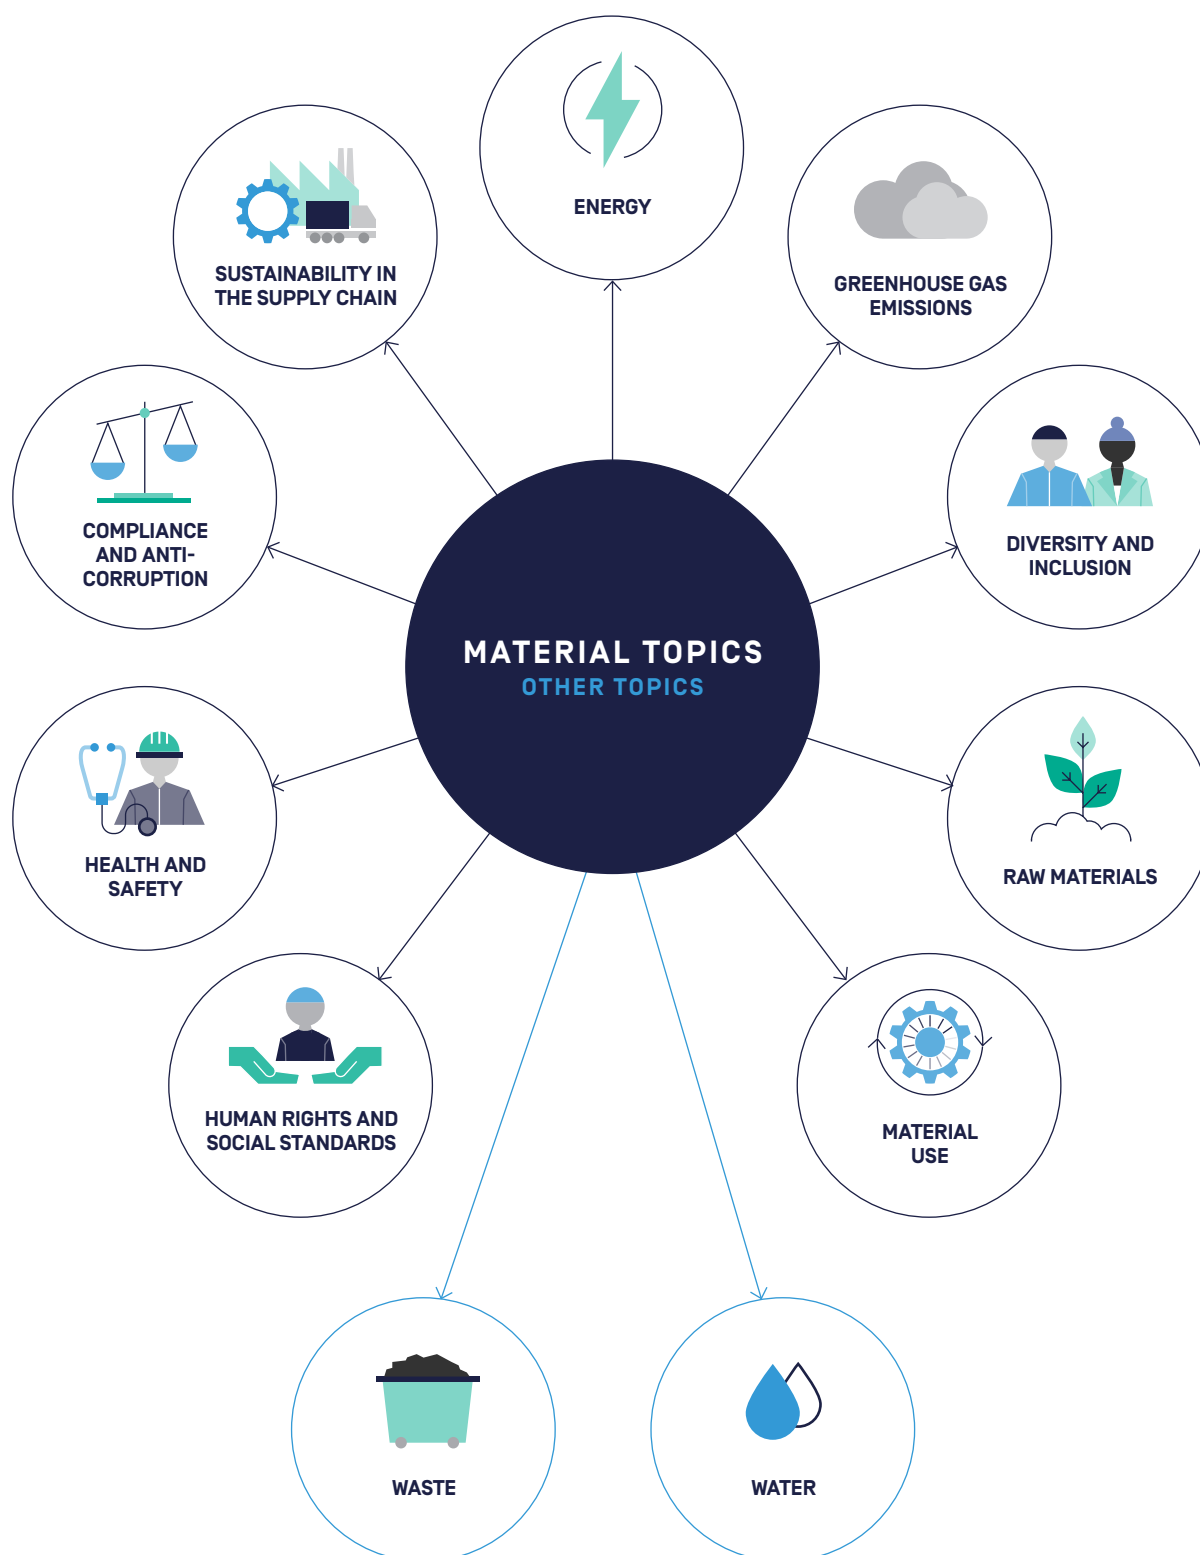 ENERGY
SUSTAINABILITY IN
THE SUPPLY CHAIN
GREENHOUSE GAS
EMISSIONS
COMPLIANCE
AND ANTI-
CORRUPTION
DIVERSITY AND
INCLUSION
MATERIAL TOPICS
OTHER TOPICS
HEALTH AND
SAFETY
RAW MATERIALS
HUMAN RIGHTS AND
SOCIAL STANDARDS
MATERIAL
USE
WASTE
WATER